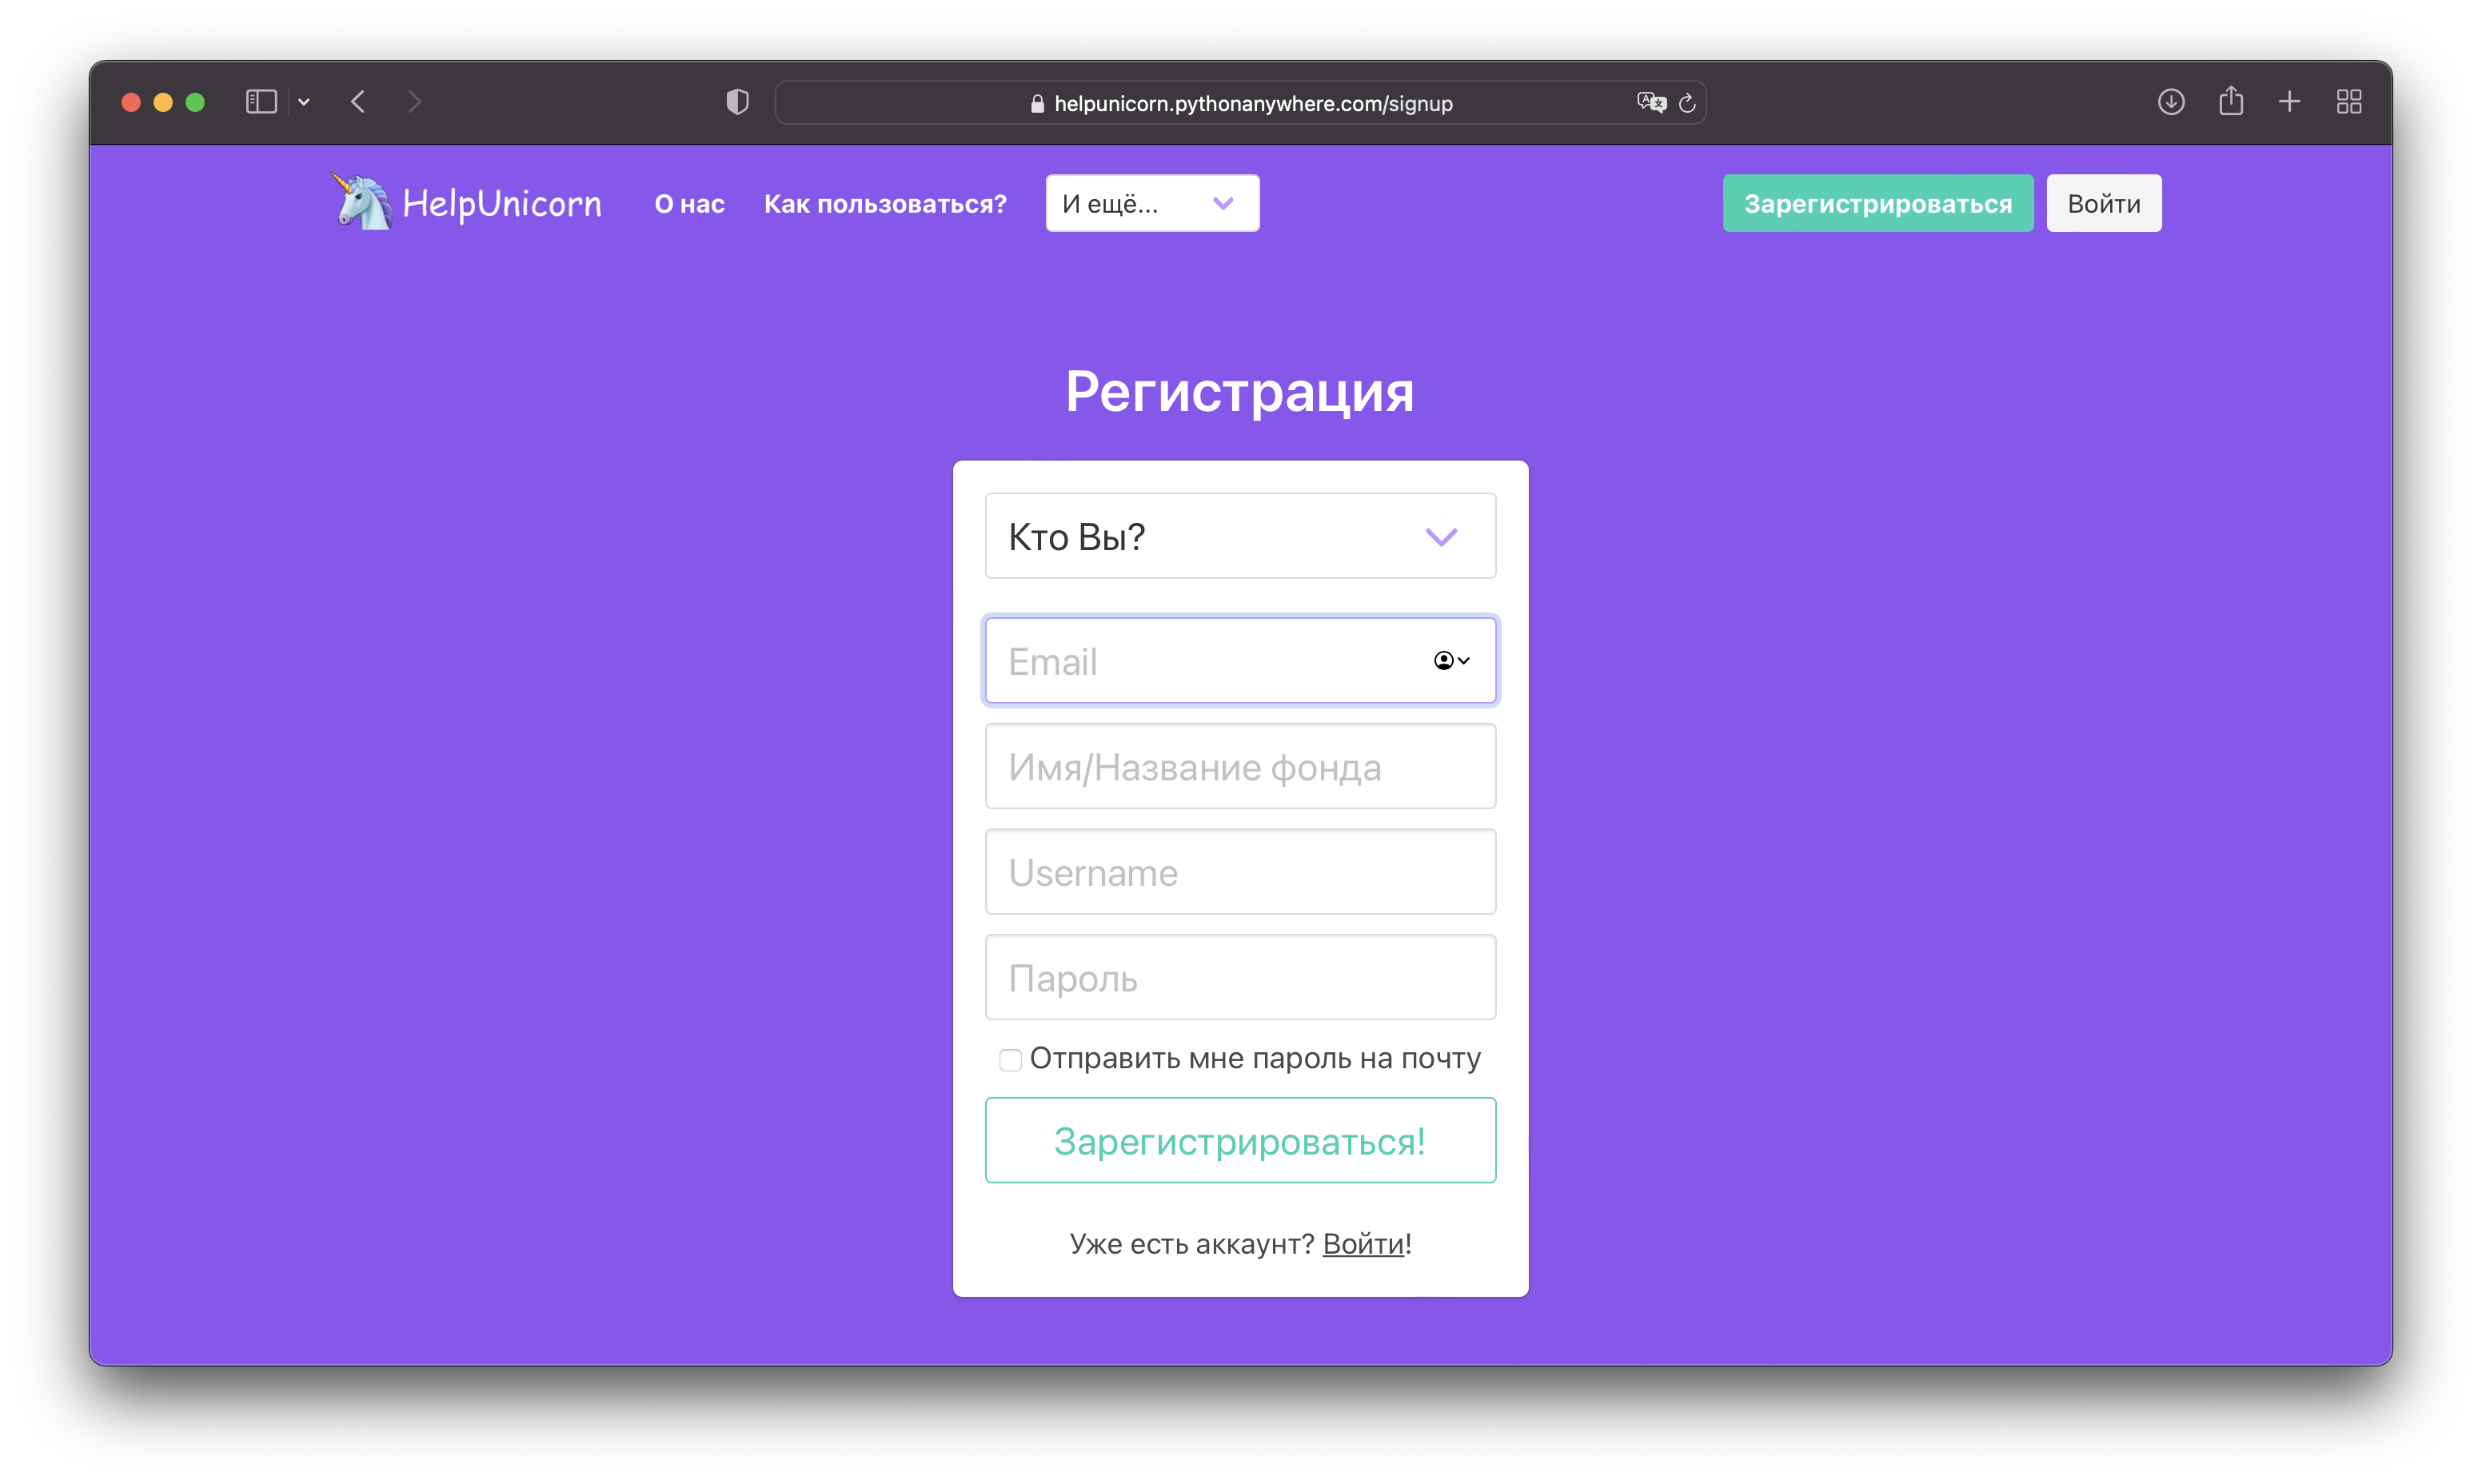 helpunicorn.pythonanywhere.com/signup
HelpUnicorn О нас Как пользоваться? И ещё... Зарегистрироваться Войти
Регистрация
Кто Вы?
Email
Имя/Название фонда
Username
Пароль
Отправить мне пароль на почту
Зарегистрироваться!
Уже есть аккаунт? Войти!